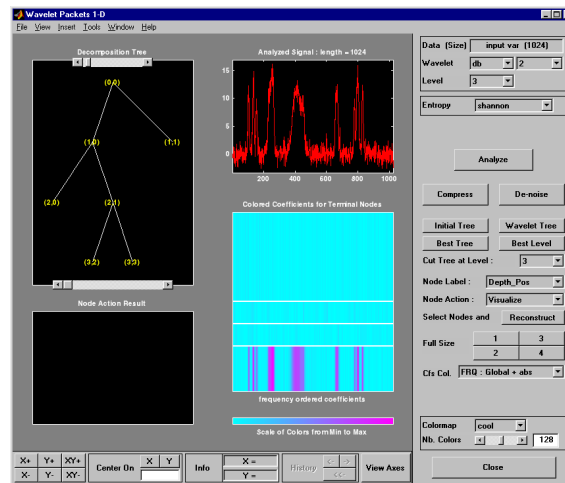 Wavelet Packets 1-D
File View Insert Tools Window Help
Decomposition Tree
(0,0)
(1,0) (1,1)
(2,0) (2,1)
(3,2) (3,3)
Node Action Result
Analyzed Signal : length = 1024
15
10
5
0
200 400 600 800 1000
Colored Coefficients for Terminal Nodes
frequency ordered coefficients
Scale of Colors from Min to Max
Data (Size) input var (1024)
Wavelet db 2
Level 3
Entropy shannon
Analyze
Compress De-noise
Initial Tree Wavelet Tree
Best Tree Best Level
Cut Tree at Level : 3
Node Label : Depth_Pos
Node Action : Visualize
Select Nodes and Reconstruct
Full Size 1 3
2 4
Cfs Col. FRQ : Global + abs
Colormap cool
Nb. Colors 128
X+ Y+ XY+ Center On X Y Info X = History <- -> View Axes
X- Y- XY- Y = <<-
Close